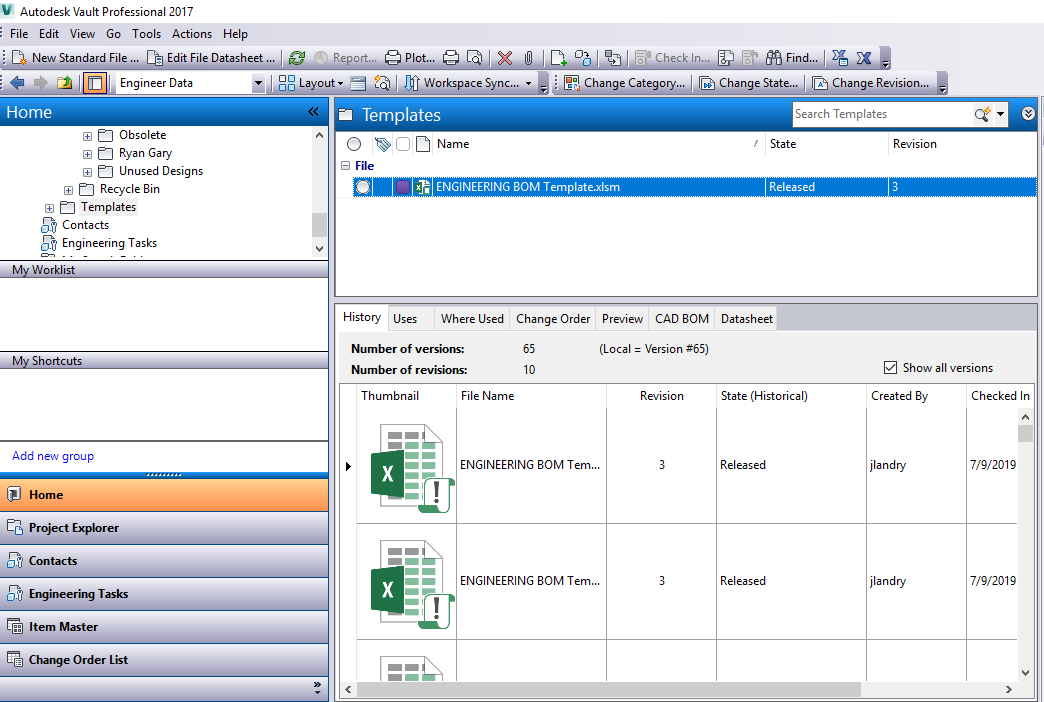 Autodesk Vault Professional 2017
File Edit View Go Tools Actions Help
New Standard File ... Edit File Datasheet ... Report... Plot... Check In... Find...
Engineer Data Layout Workspace Sync... Change Category... Change State... Change Revision...
Home
Obsolete
Ryan Gary
Unused Designs
Recycle Bin
Templates
Contacts
Engineering Tasks
My Worklist
My Shortcuts
Add new group
Home
Project Explorer
Contacts
Engineering Tasks
Item Master
Change Order List
Templates Search Templates
Name State Revision
File
ENGINEERING BOM Template.xlsm Released 3
History Uses Where Used Change Order Preview CAD BOM Datasheet
Number of versions: 65 (Local = Version #65)
Number of revisions: 10
Show all versions
Thumbnail File Name Revision State (Historical) Created By Checked In
ENGINEERING BOM Tem... 3 Released jlandry 7/9/2019
ENGINEERING BOM Tem... 3 Released jlandry 7/9/2019